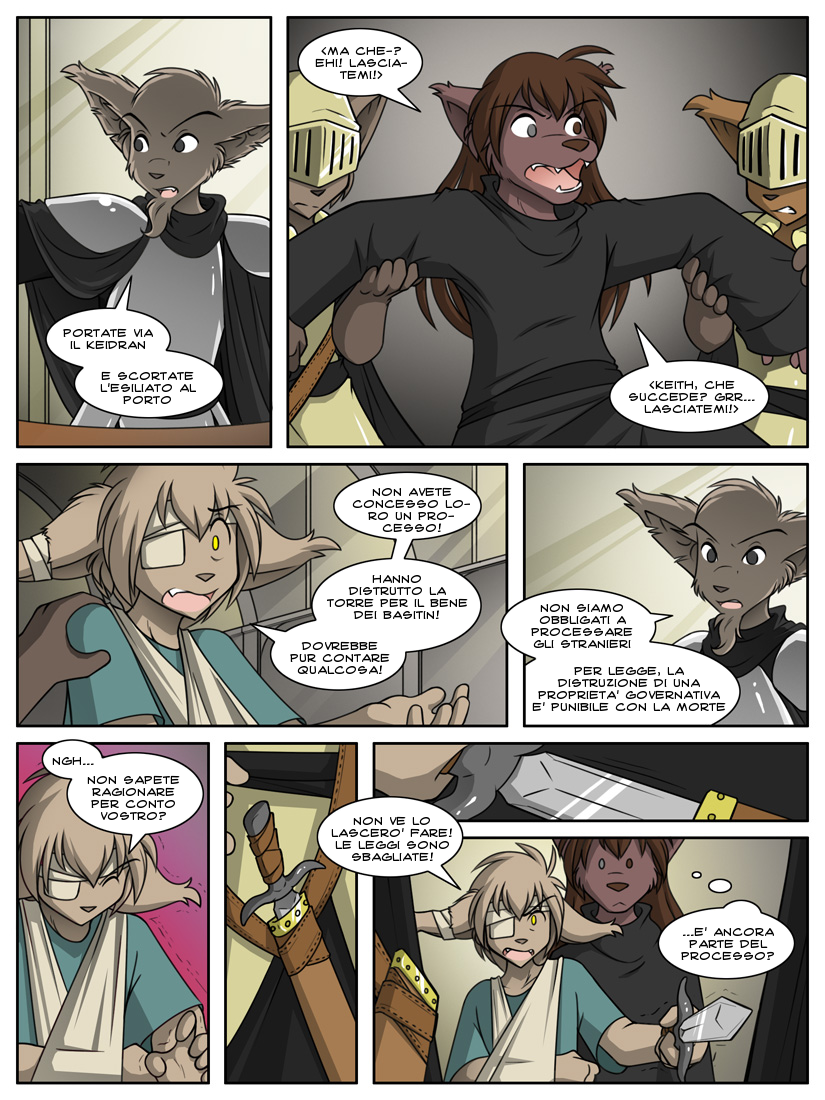 PORTATE VIA
IL KEIDRAN
E SCORTATE
L'ESILIATO AL
PORTO
<MA CHE-?
EHI! LASCIA-
TEMI!>
<KEITH, CHE
SUCCEDE? GRR...
LASCIATEMI!>
NON AVETE
CONCESSO LO-
RO UN PRO-
CESSO!
HANNO
DISTRUTTO LA
TORRE PER IL BENE
DEI BASITIN!
DOVREBBE
PUR CONTARE
QUALCOSA!
NON SIAMO
OBBLIGATI A
PROCESSARE
GLI STRANIERI
PER LEGGE, LA
DISTRUZIONE DI UNA
PROPRIETA' GOVERNATIVA
E' PUNIBILE CON LA MORTE
NGH...
NON SAPETE
RAGIONARE
PER CONTO
VOSTRO?
NON VE LO
LASCERO' FARE!
LE LEGGI SONO
SBAGLIATE!
...E' ANCORA
PARTE DEL
PROCESSO?